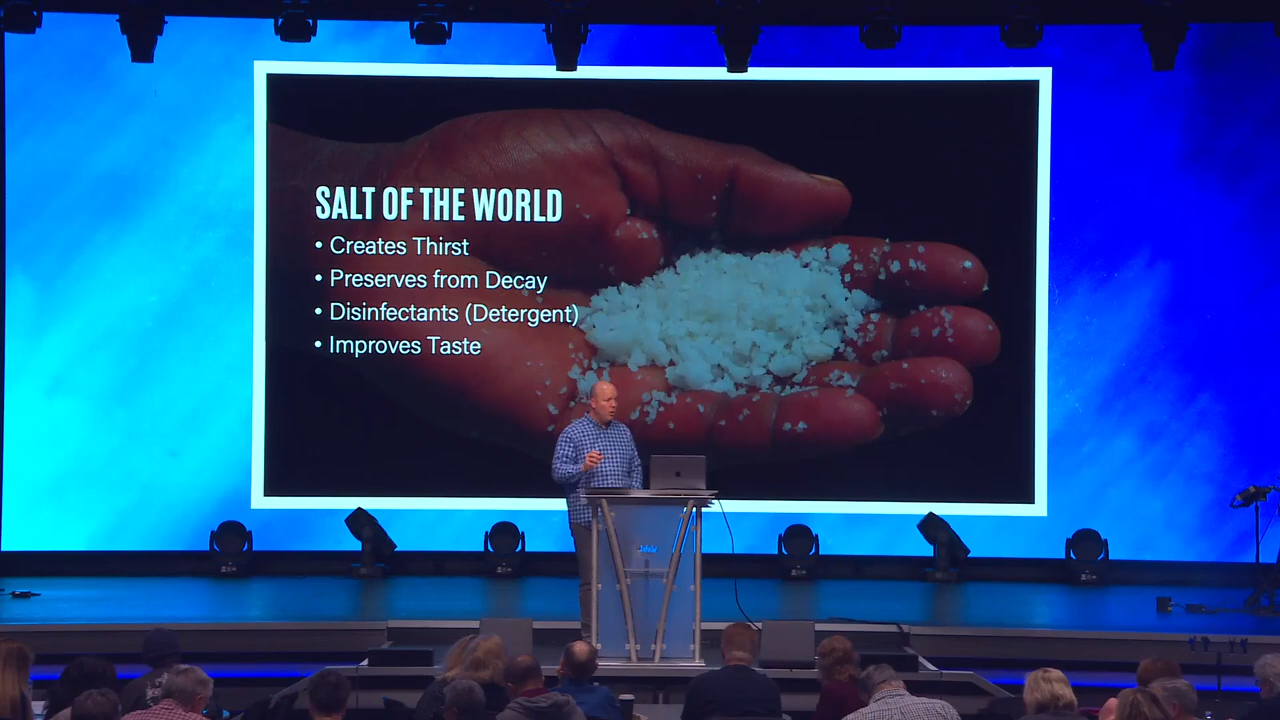 SALT OF THE WORLD
• Creates Thirst
• Preserves from Decay
• Disinfectants (Detergent)
• Improves Taste